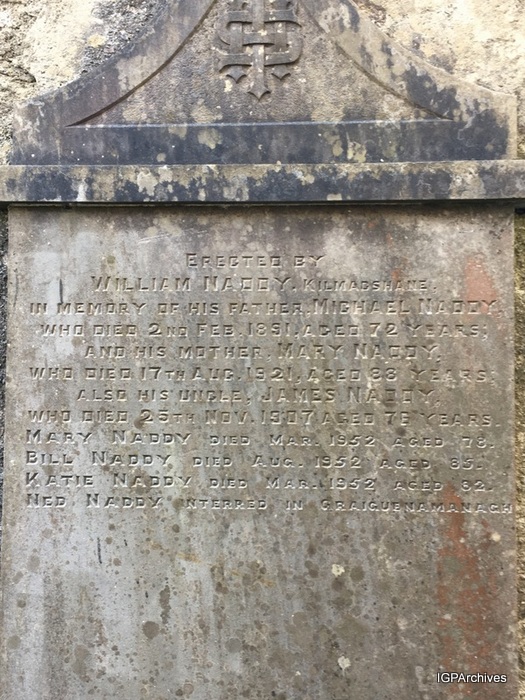 IHS
ERECTED BY
WILLIAM NADDY, KILMACSHANE,
IN MEMORY OF HIS FATHER, MICHAEL NADDY,
WHO DIED 2ND FEB. 1891, AGED 72 YEARS;
AND HIS MOTHER, MARY NADDY,
WHO DIED 17TH AUG. 1921, AGED 88 YEARS;
ALSO HIS UNCLE, JAMES NADDY,
WHO DIED 25TH NOV. 1907 AGED 75 YEARS.
MARY NADDY DIED MAR. 1952 AGED 78.
BILL NADDY DIED AUG. 1952 AGED 85.
KATIE NADDY DIED MAR. 1952 AGED 82.
NED NADDY INTERRED IN GRAIGUENAMANAGH
IGPArchives